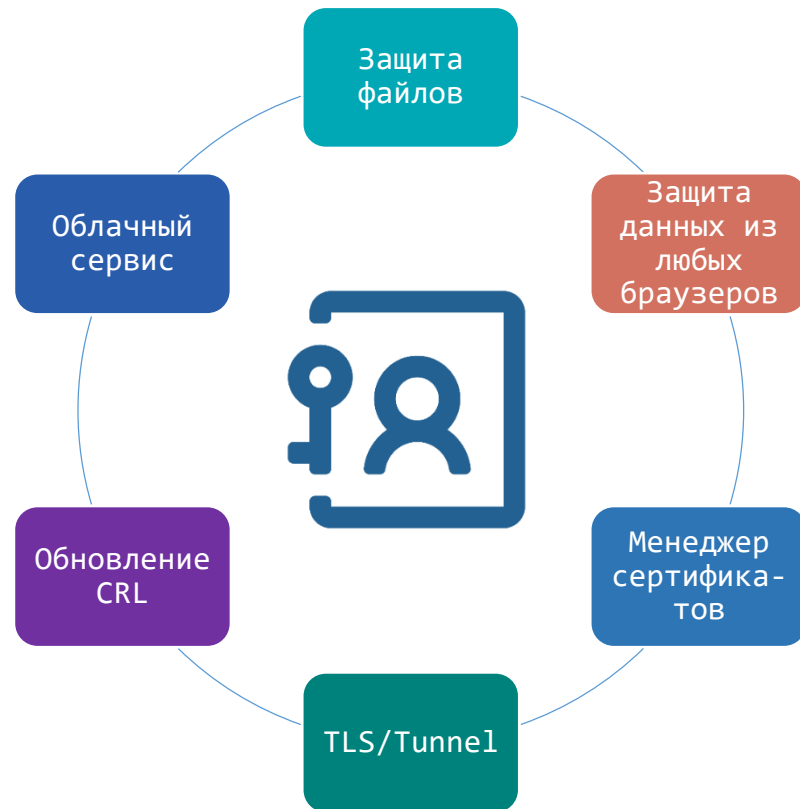 Защита
файлов
Облачный
сервис
Защита
данных из
любых
браузеров
Обновление
CRL
Менеджер
сертифика-
тов
TLS/Tunnel